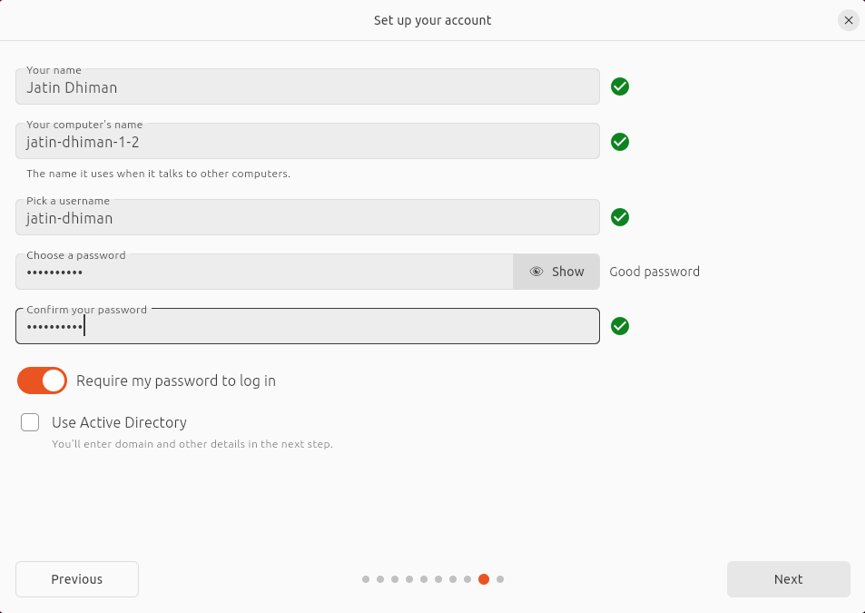 Set up your account
Your name
Jatin Dhiman
Your computer's name
jatin-dhiman-1-2
The name it uses when it talks to other computers.
Pick a username
jatin-dhiman
Choose a password
••••••••••
Show
Good password
Confirm your password
••••••••••
Require my password to log in
Use Active Directory
You'll enter domain and other details in the next step.
Previous
Next